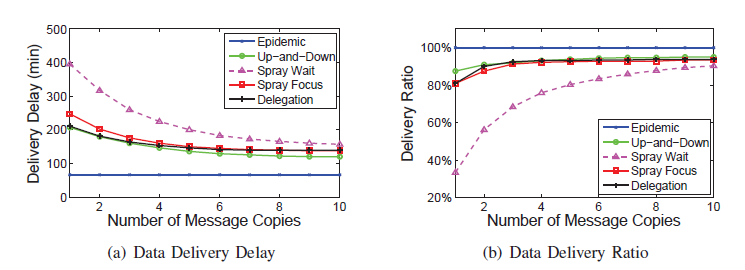 Data Delivery Delay (min)
500
400
300
200
100
0
2
4
6
8
10
Number of Message Copies
Epidemic
Up-and-Down
Spray Wait
Spray Focus
Delegation
(a) Data Delivery Delay
Delivery Ratio
100%
80%
60%
40%
20%
2
4
6
8
10
Number of Message Copies
Epidemic
Up-and-Down
Spray Wait
Spray Focus
Delegation
(b) Data Delivery Ratio